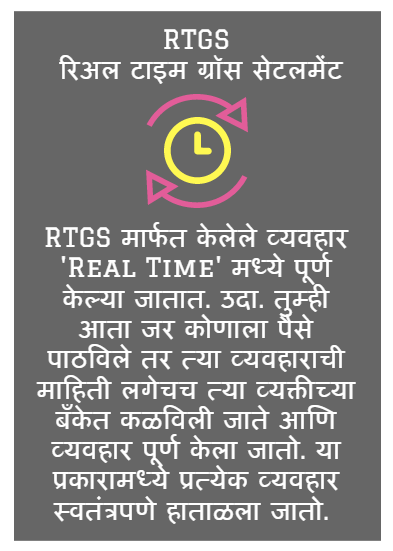 RTGS
रिअल टाइम ग्रॉस सेटलमेंट
RTGS मार्फत केलेले व्यवहार
'REAL TIME' मध्ये पूर्ण
केल्या जातात. उदा. तुम्ही
आता जर कोणाला पैसे
पाठविले तर त्या व्यवहाराची
माहिती लगेचच त्या व्यक्तीच्या
बँकेत कळविली जाते आणि
व्यवहार पूर्ण केला जातो. या
प्रकारामध्ये प्रत्येक व्यवहार
स्वतंत्रपणे हाताळला जातो.